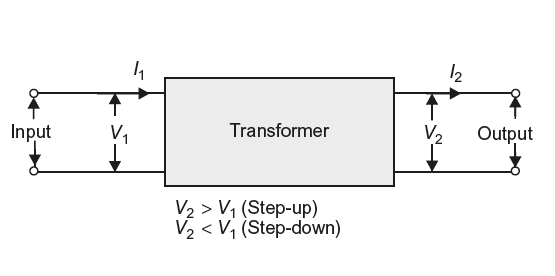 I₁
I₂
Input
V₁
Transformer
V₂
Output
V₂ > V₁ (Step-up)
V₂ < V₁ (Step-down)